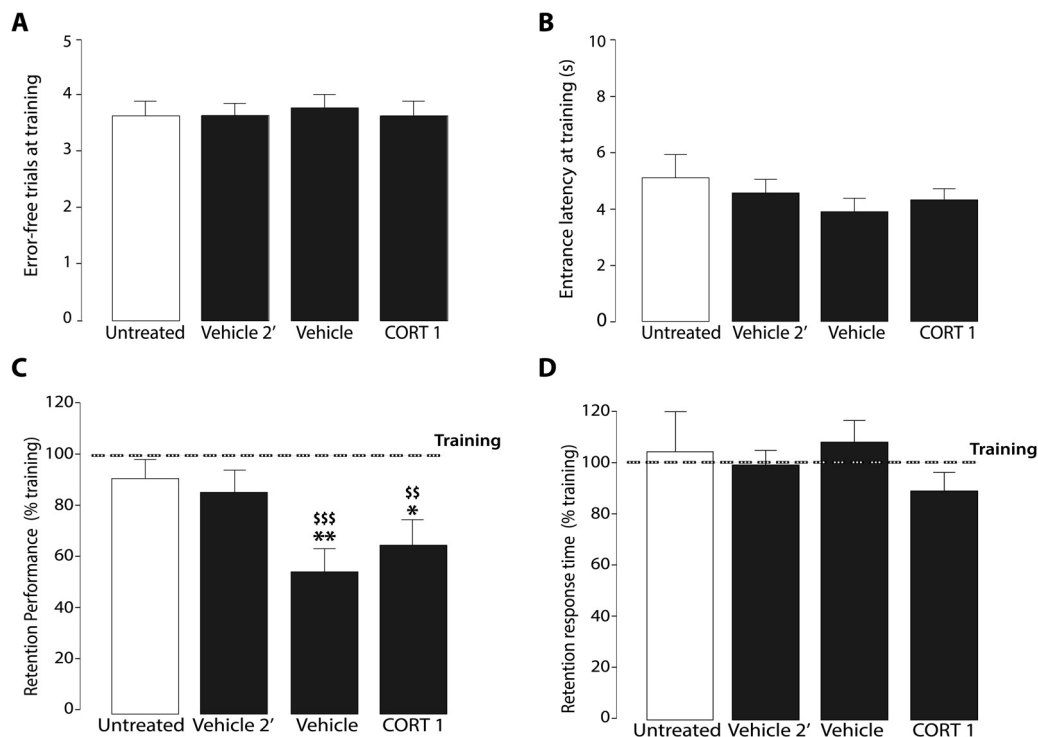 A
Error-free trials at training
5
4
3
2
1
0
Untreated Vehicle 2′ Vehicle CORT 1
B
Entrance latency at training (s)
10
8
6
4
2
0
Untreated Vehicle 2′ Vehicle CORT 1
C
Retention Performance (% training)
120
100
80
60
40
20
0
Training
$$$
**
$$
*
Untreated Vehicle 2′ Vehicle CORT 1
D
Retention response time (% training)
120
100
80
60
40
20
0
Training
Untreated Vehicle 2′ Vehicle CORT 1